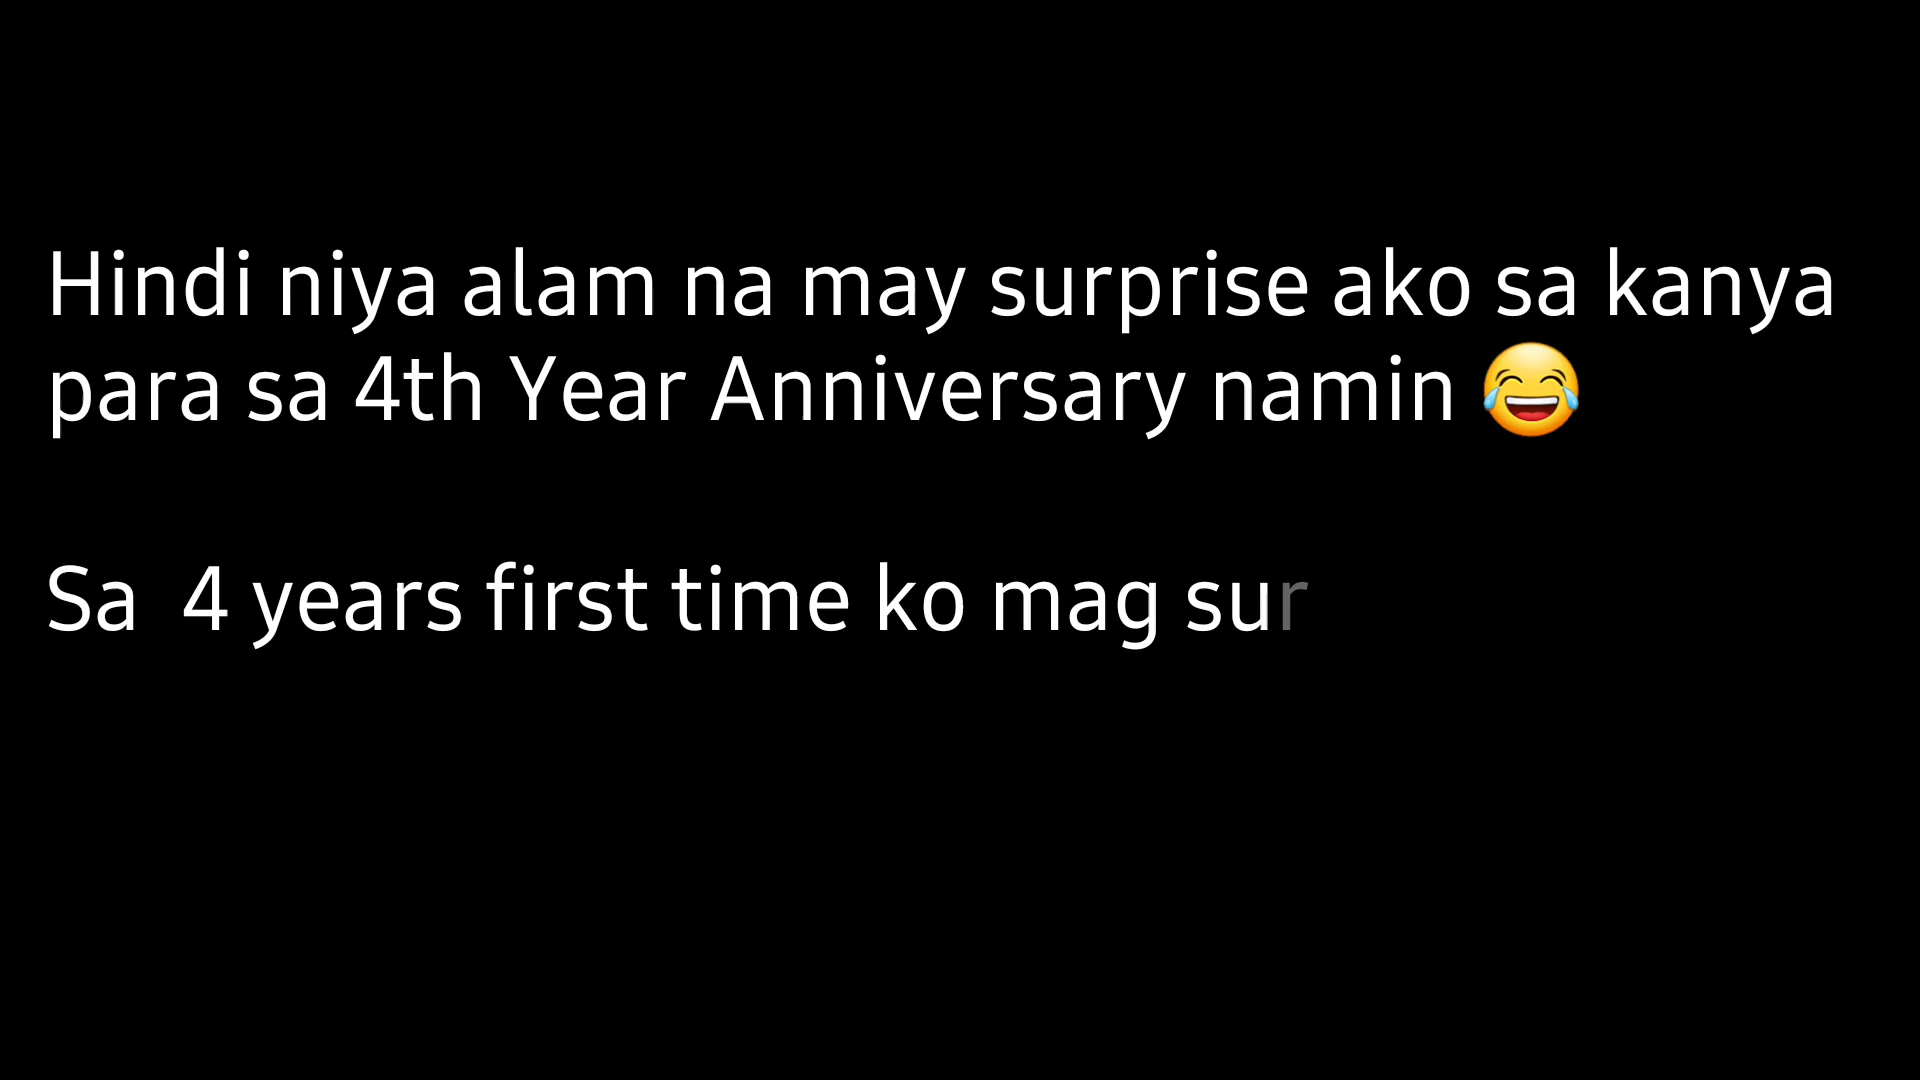 Hindi niya alam na may surprise ako sa kanya
para sa 4th Year Anniversary namin 😂
Sa  4 years first time ko mag sur